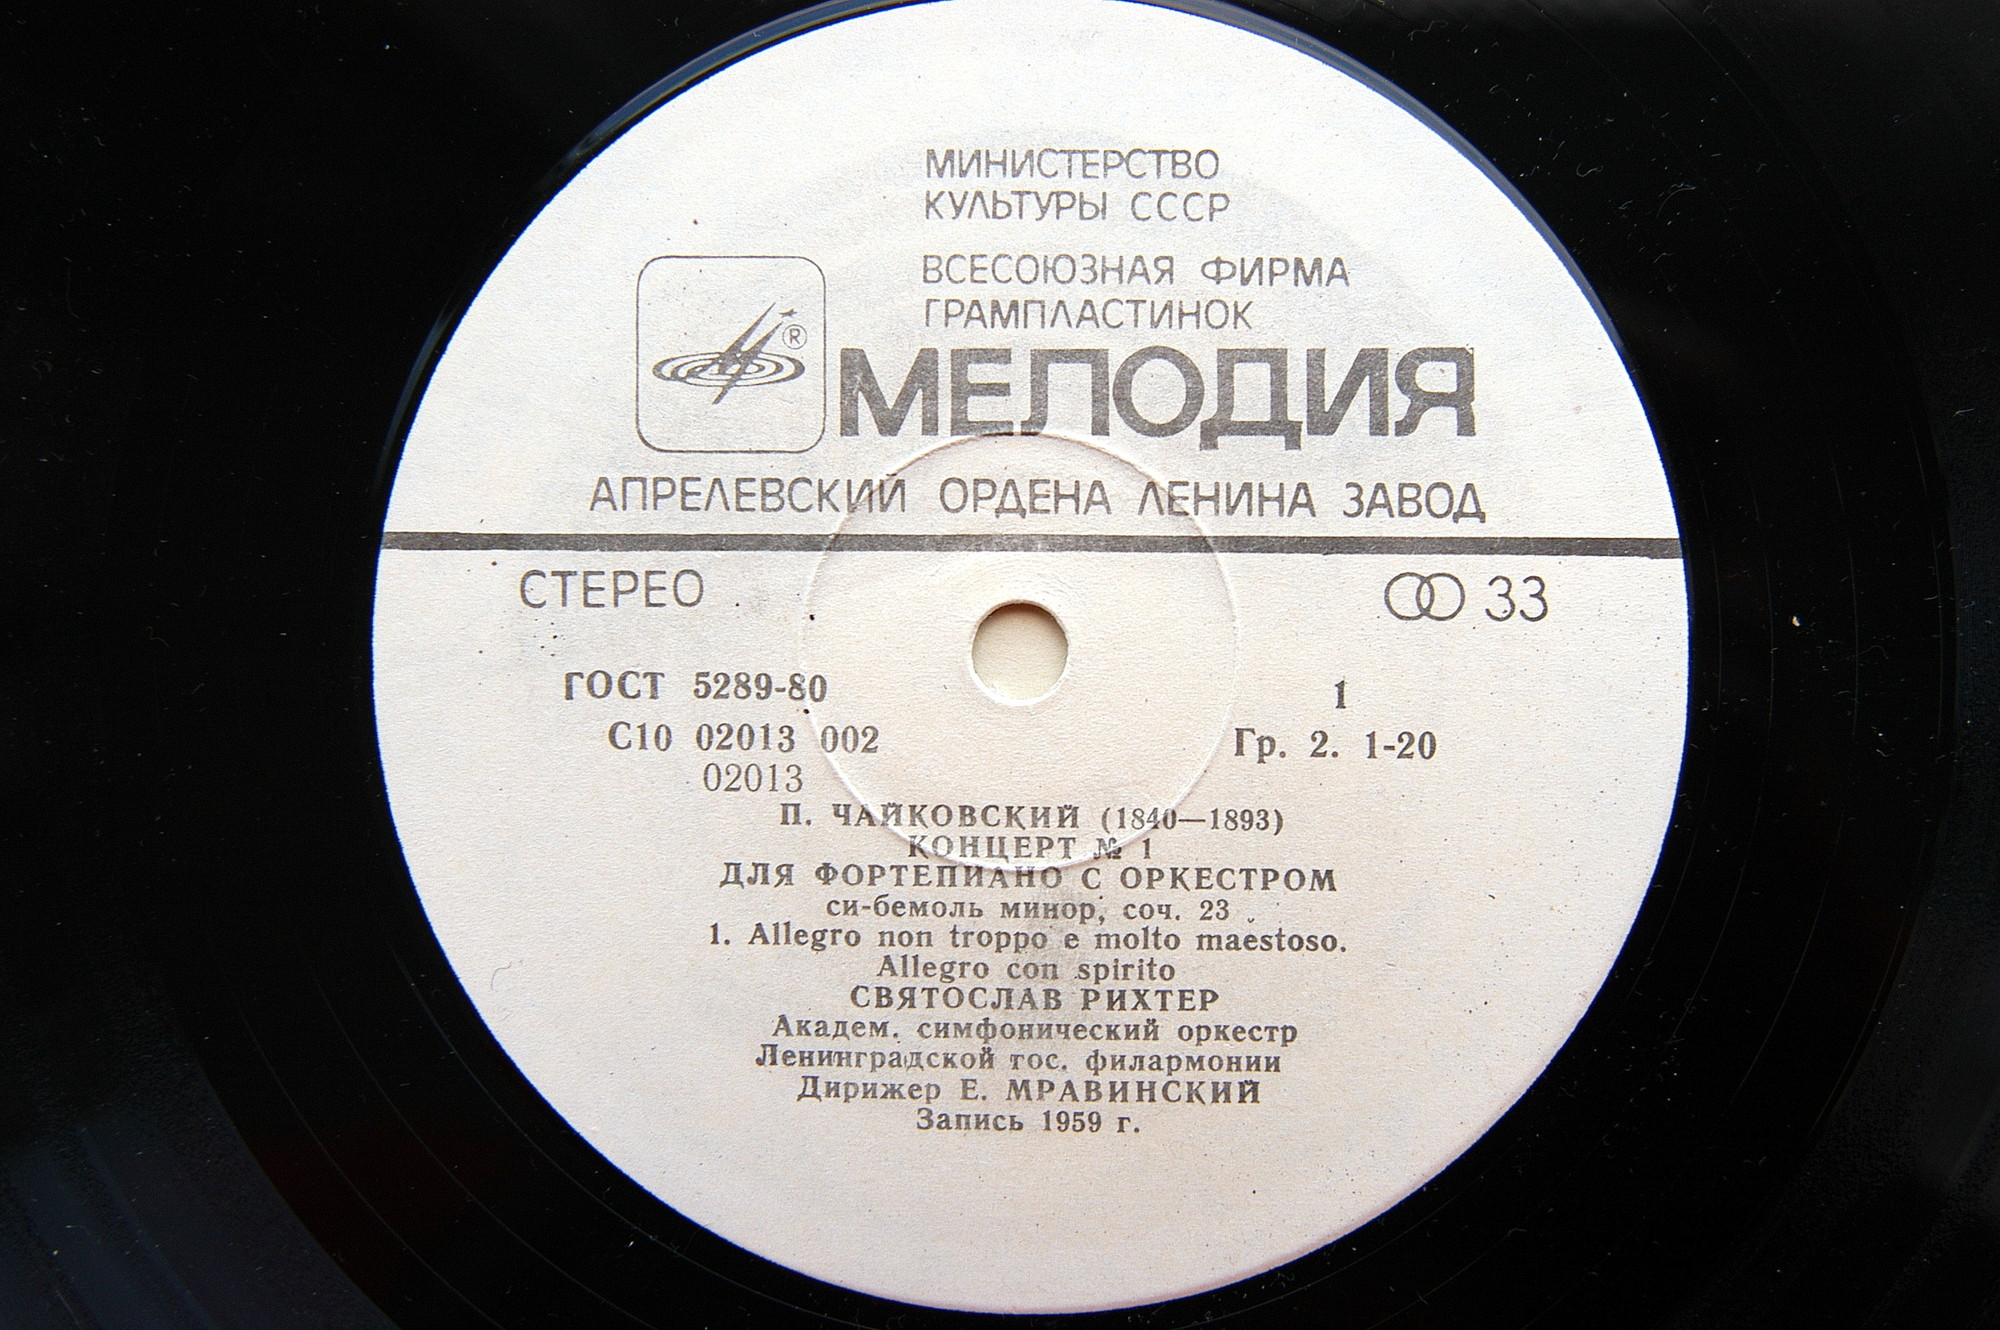 МИНИСТЕРСТВО
КУЛЬТУРЫ СССР
ВСЕСОЮЗНАЯ ФИРМА
ГРАМПЛАСТИНОК
®
МЕЛОДИЯ
АПРЕЛЕВСКИЙ ОРДЕНА ЛЕНИНА ЗАВОД
СТЕРЕО 33
ГОСТ 5289-80 1
С10 02013 002 Гр. 2. 1-20
02013
П. ЧАЙКОВСКИЙ (1840—1893)
КОНЦЕРТ № 1
ДЛЯ ФОРТЕПИАНО С ОРКЕСТРОМ
си-бемоль минор, соч. 23
1. Allegro non troppo e molto maestoso.
Allegro con spirito
СВЯТОСЛАВ РИХТЕР
Академ. симфонический оркестр
Ленинградской гос. филармонии
Дирижер Е. МРАВИНСКИЙ
Запись 1959 г.